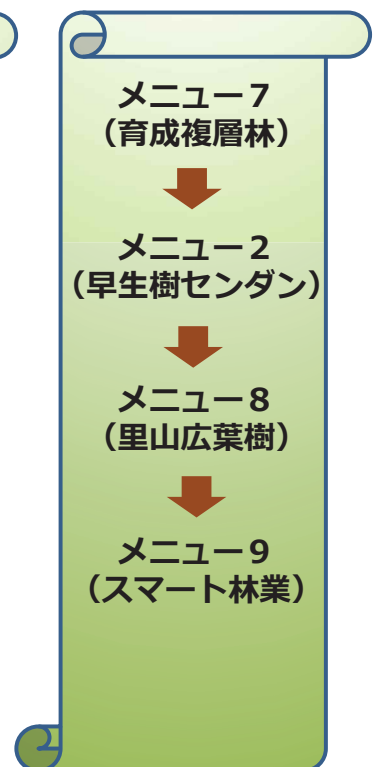 メニュー７
（育成複層林）
メニュー２
（早生樹センダン）
メニュー８
（里山広葉樹）
メニュー９
（スマート林業）